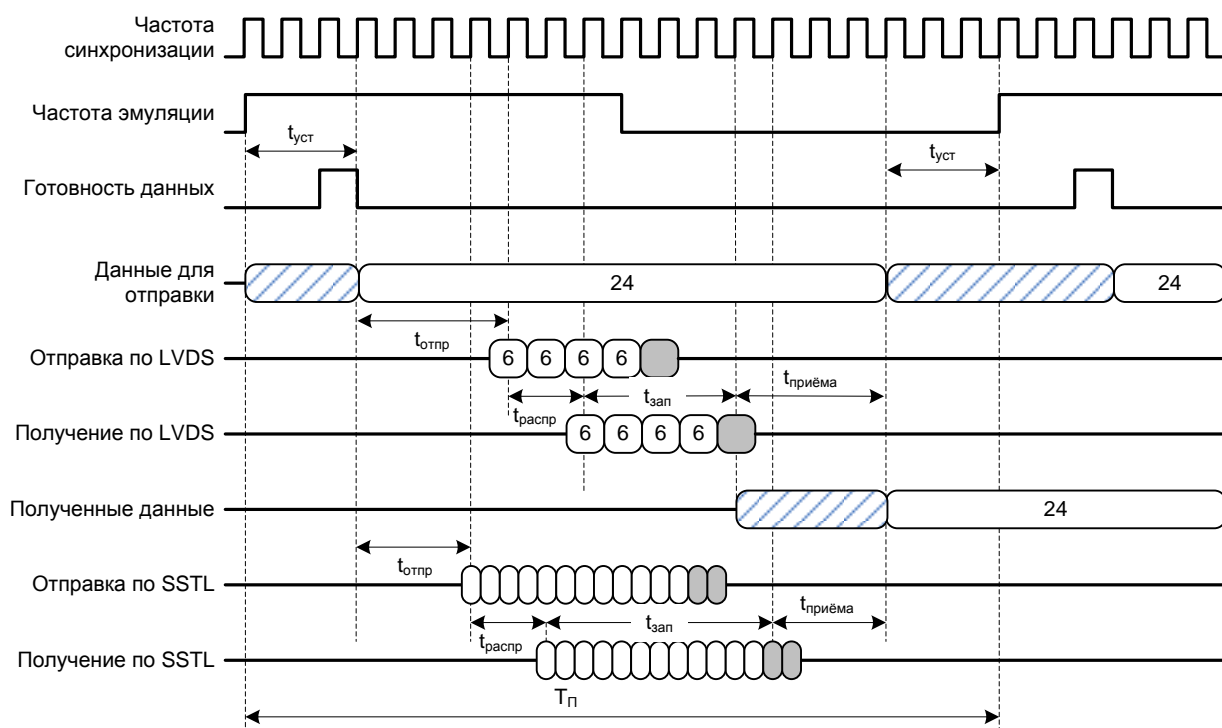 Частота
синхронизации
Частота эмуляции
tуст
tуст
Готовность данных
Данные для
отправки
24
24
tотпр
Отправка по LVDS
6 6 6 6
tраспр
tзап
tприёма
Получение по LVDS
6 6 6 6
Полученные данные
24
tотпр
Отправка по SSTL
tраспр
tзап
tприёма
Получение по SSTL
TП